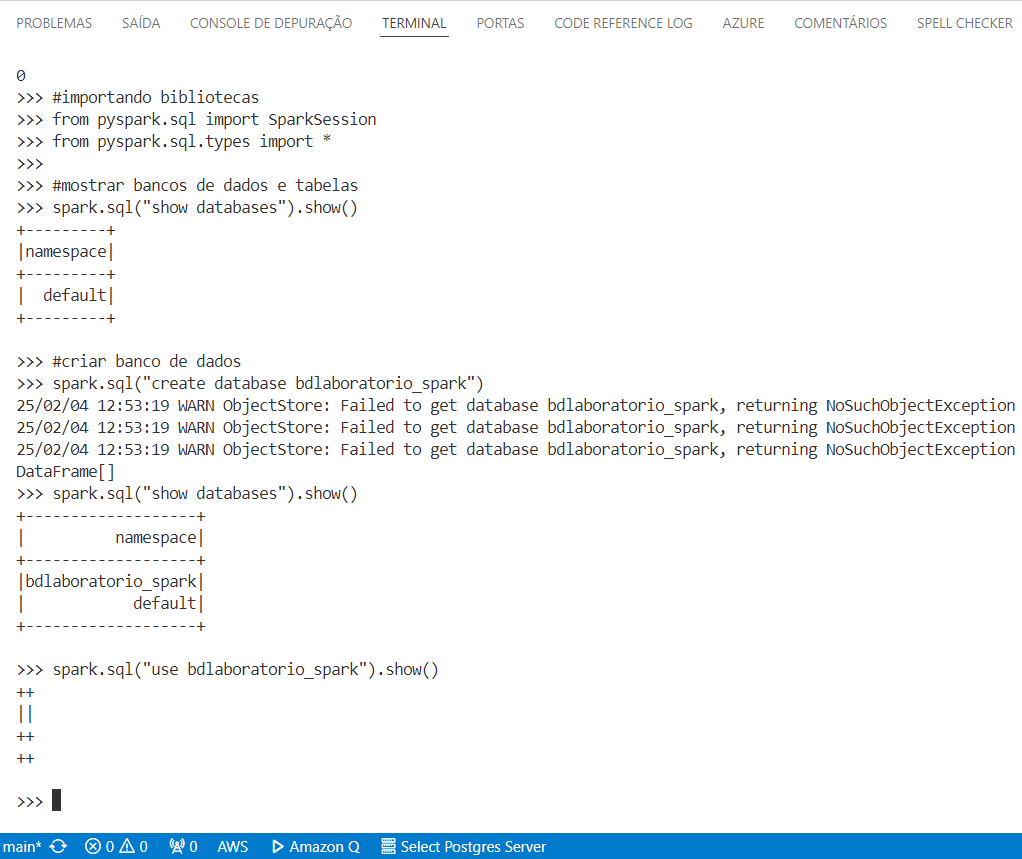 PROBLEMAS SAÍDA CONSOLE DE DEPURAÇÃO TERMINAL PORTAS CODE REFERENCE LOG AZURE COMENTÁRIOS SPELL CHECKER
0
>>> #importando bibliotecas
>>> from pyspark.sql import SparkSession
>>> from pyspark.sql.types import *
>>>
>>> #mostrar bancos de dados e tabelas
>>> spark.sql("show databases").show()
+---------+
|namespace|
+---------+
|  default|
+---------+
>>> #criar banco de dados
>>> spark.sql("create database bdlaboratorio_spark")
25/02/04 12:53:19 WARN ObjectStore: Failed to get database bdlaboratorio_spark, returning NoSuchObjectException
25/02/04 12:53:19 WARN ObjectStore: Failed to get database bdlaboratorio_spark, returning NoSuchObjectException
25/02/04 12:53:19 WARN ObjectStore: Failed to get database bdlaboratorio_spark, returning NoSuchObjectException
DataFrame[]
>>> spark.sql("show databases").show()
+-------------------+
|          namespace|
+-------------------+
|bdlaboratorio_spark|
|            default|
+-------------------+
>>> spark.sql("use bdlaboratorio_spark").show()
++
||
++
++
>>>
main* 0 0 0 AWS Amazon Q Select Postgres Server